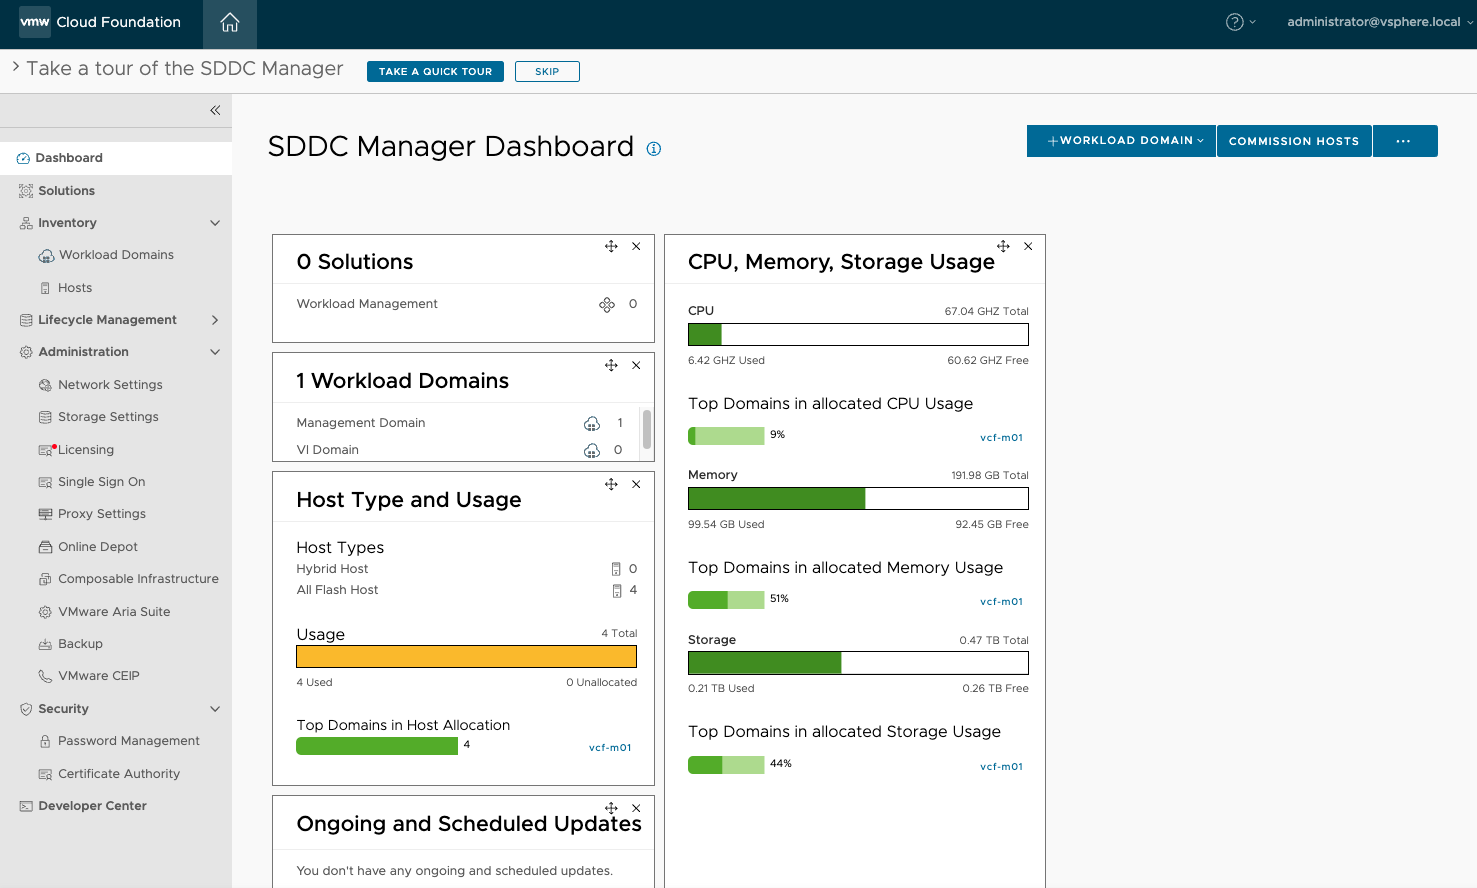 vmw Cloud Foundation
administrator@vsphere.local
Take a tour of the SDDC Manager
TAKE A QUICK TOUR
SKIP
Dashboard
Solutions
Inventory
Workload Domains
Hosts
Lifecycle Management
Administration
Network Settings
Storage Settings
Licensing
Single Sign On
Proxy Settings
Online Depot
Composable Infrastructure
VMware Aria Suite
Backup
VMware CEIP
Security
Password Management
Certificate Authority
Developer Center
SDDC Manager Dashboard
+ WORKLOAD DOMAIN
COMMISSION HOSTS
...
0 Solutions
Workload Management 0
1 Workload Domains
Management Domain 1
VI Domain 0
Host Type and Usage
Host Types
Hybrid Host 0
All Flash Host 4
Usage 4 Total
4 Used 0 Unallocated
Top Domains in Host Allocation
4 vcf-m01
Ongoing and Scheduled Updates
You don't have any ongoing and scheduled updates.
CPU, Memory, Storage Usage
CPU 67.04 GHZ Total
6.42 GHZ Used 60.62 GHZ Free
Top Domains in allocated CPU Usage
9% vcf-m01
Memory 191.98 GB Total
99.54 GB Used 92.45 GB Free
Top Domains in allocated Memory Usage
51% vcf-m01
Storage 0.47 TB Total
0.21 TB Used 0.26 TB Free
Top Domains in allocated Storage Usage
44% vcf-m01